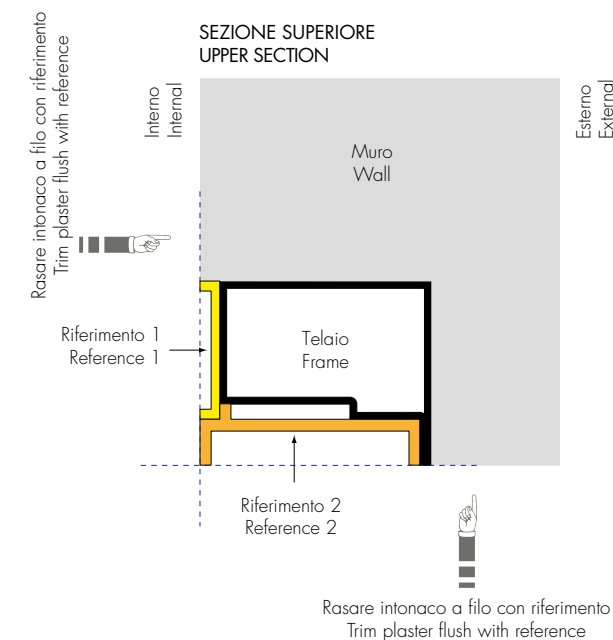 SEZIONE SUPERIORE
UPPER SECTION
Rasare intonaco a filo con riferimento
Trim plaster flush with reference
Interno
Internal
Esterno
External
Muro
Wall
Riferimento 1
Reference 1
Telaio
Frame
Riferimento 2
Reference 2
Rasare intonaco a filo con riferimento
Trim plaster flush with reference